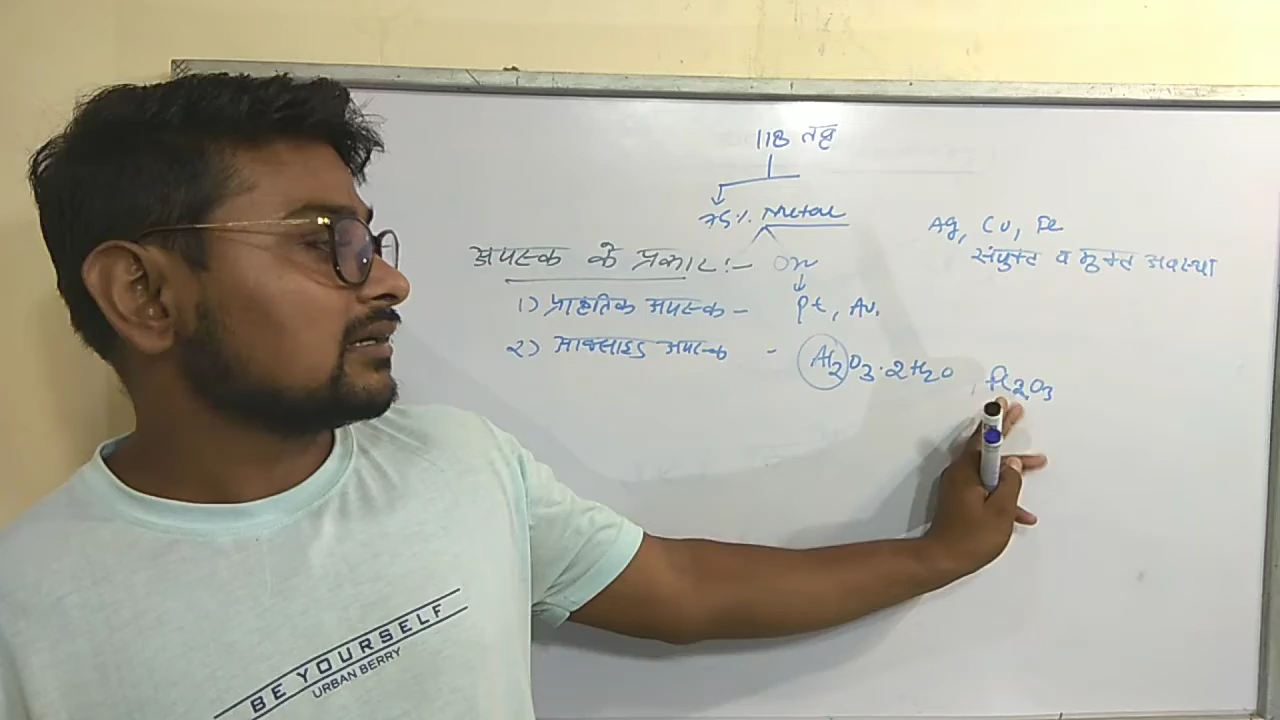 118 तत्व
75% Metal
Ag, Cu, Fe
संयुक्त व मुक्त अवस्था
अयस्क के प्रकार :- Ore
1) प्राकृतिक अयस्क - Pt, Au.
2) आक्साइड अयस्क - Al2O3.2H2O, Fe2O3
BE YOURSELF
URBAN BERRY